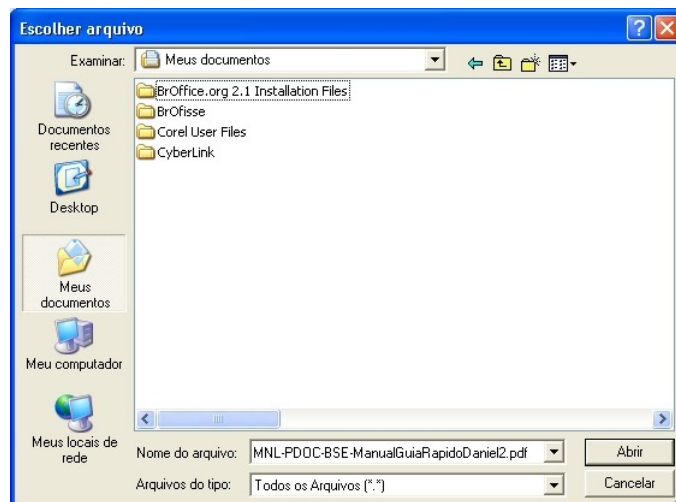 Escolher arquivo
Examinar: Meus documentos
BrOffice.org 2.1 Installation Files
BrOfisse
Corel User Files
CyberLink
Documentos
recentes
Desktop
Meus
documentos
Meu computador
Meus locais de
rede
Nome do arquivo: MNL-PDOC-BSE-ManualGuiaRapidoDaniel2.pdf Abrir
Arquivos do tipo: Todos os Arquivos (*.*) Cancelar